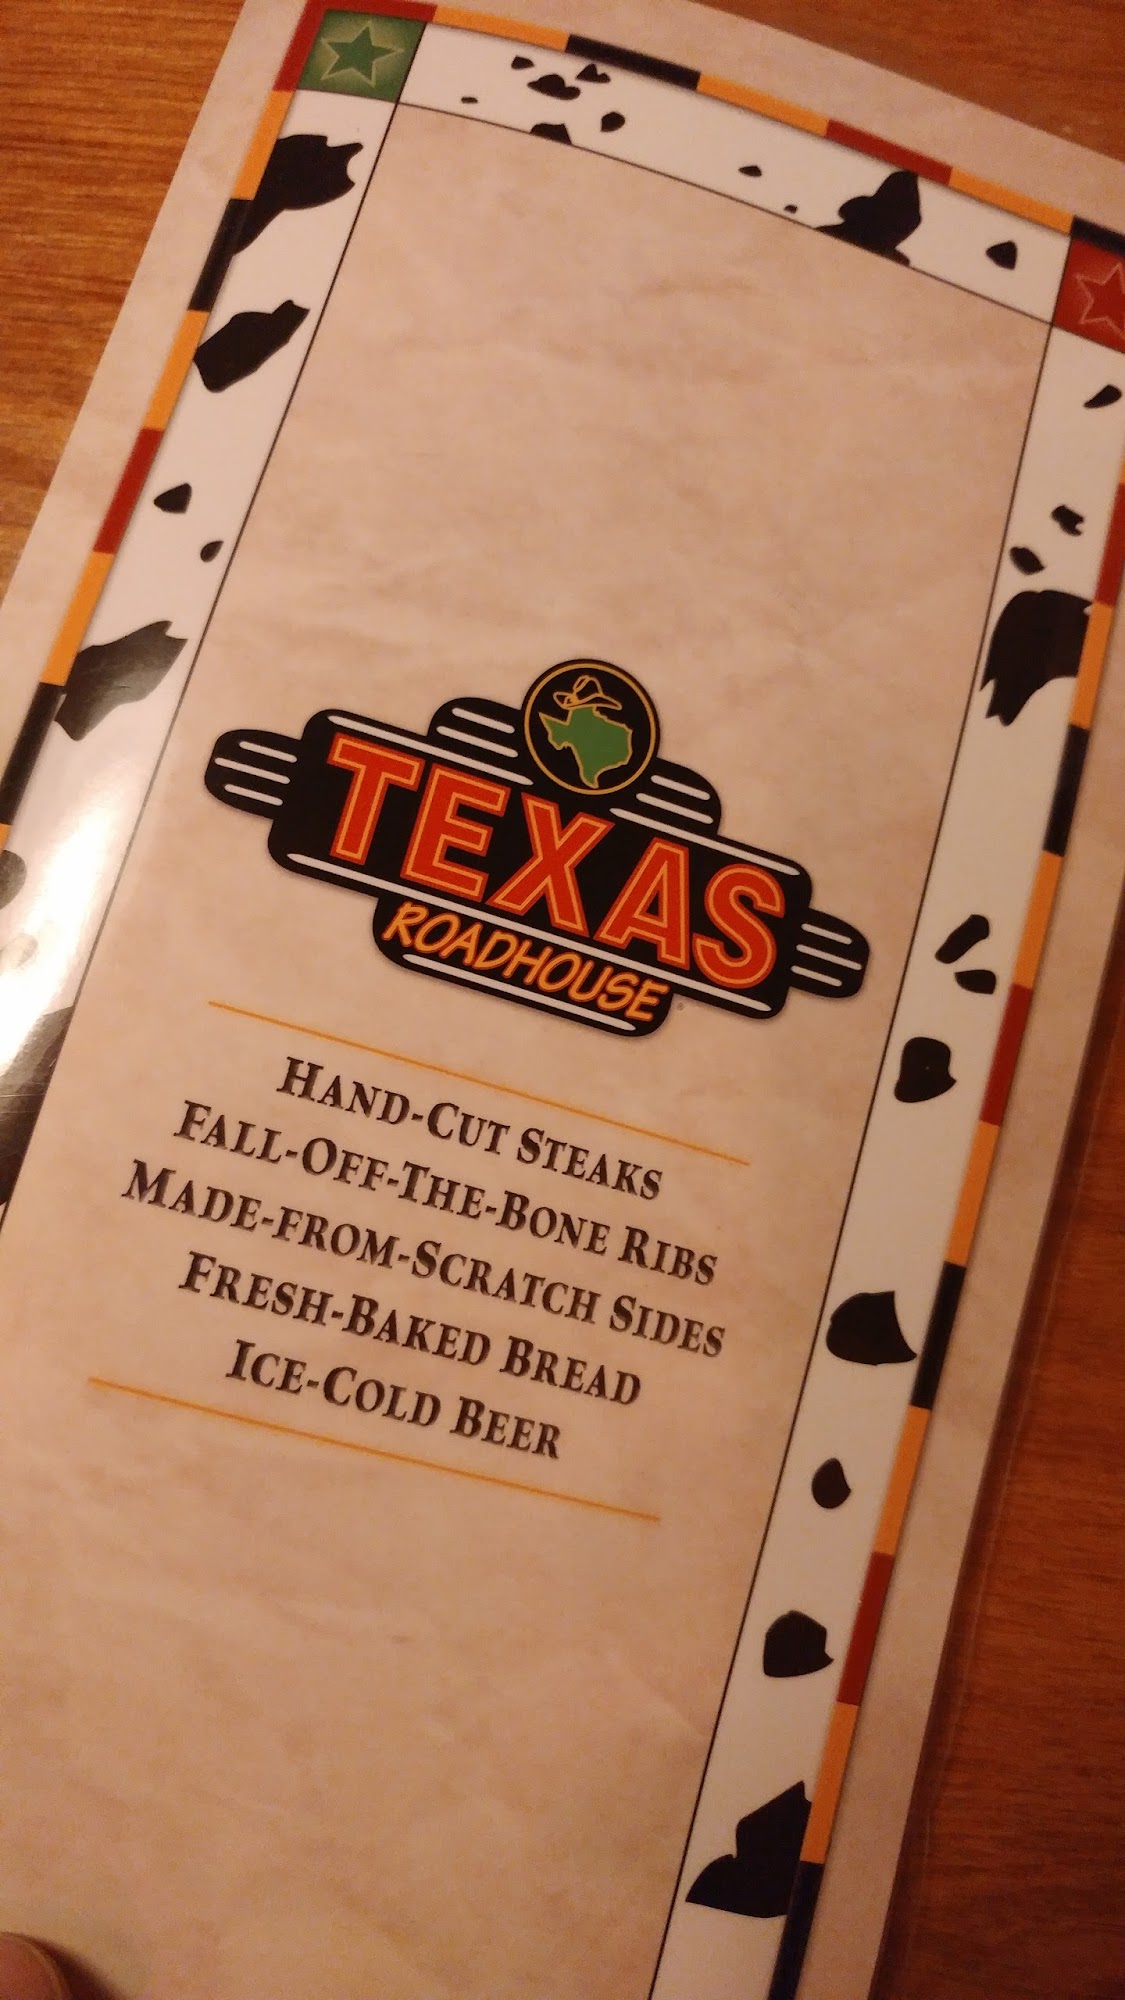 TEXAS
ROADHOUSE
HAND-CUT STEAKS
FALL-OFF-THE-BONE RIBS
MADE-FROM-SCRATCH SIDES
FRESH-BAKED BREAD
ICE-COLD BEER